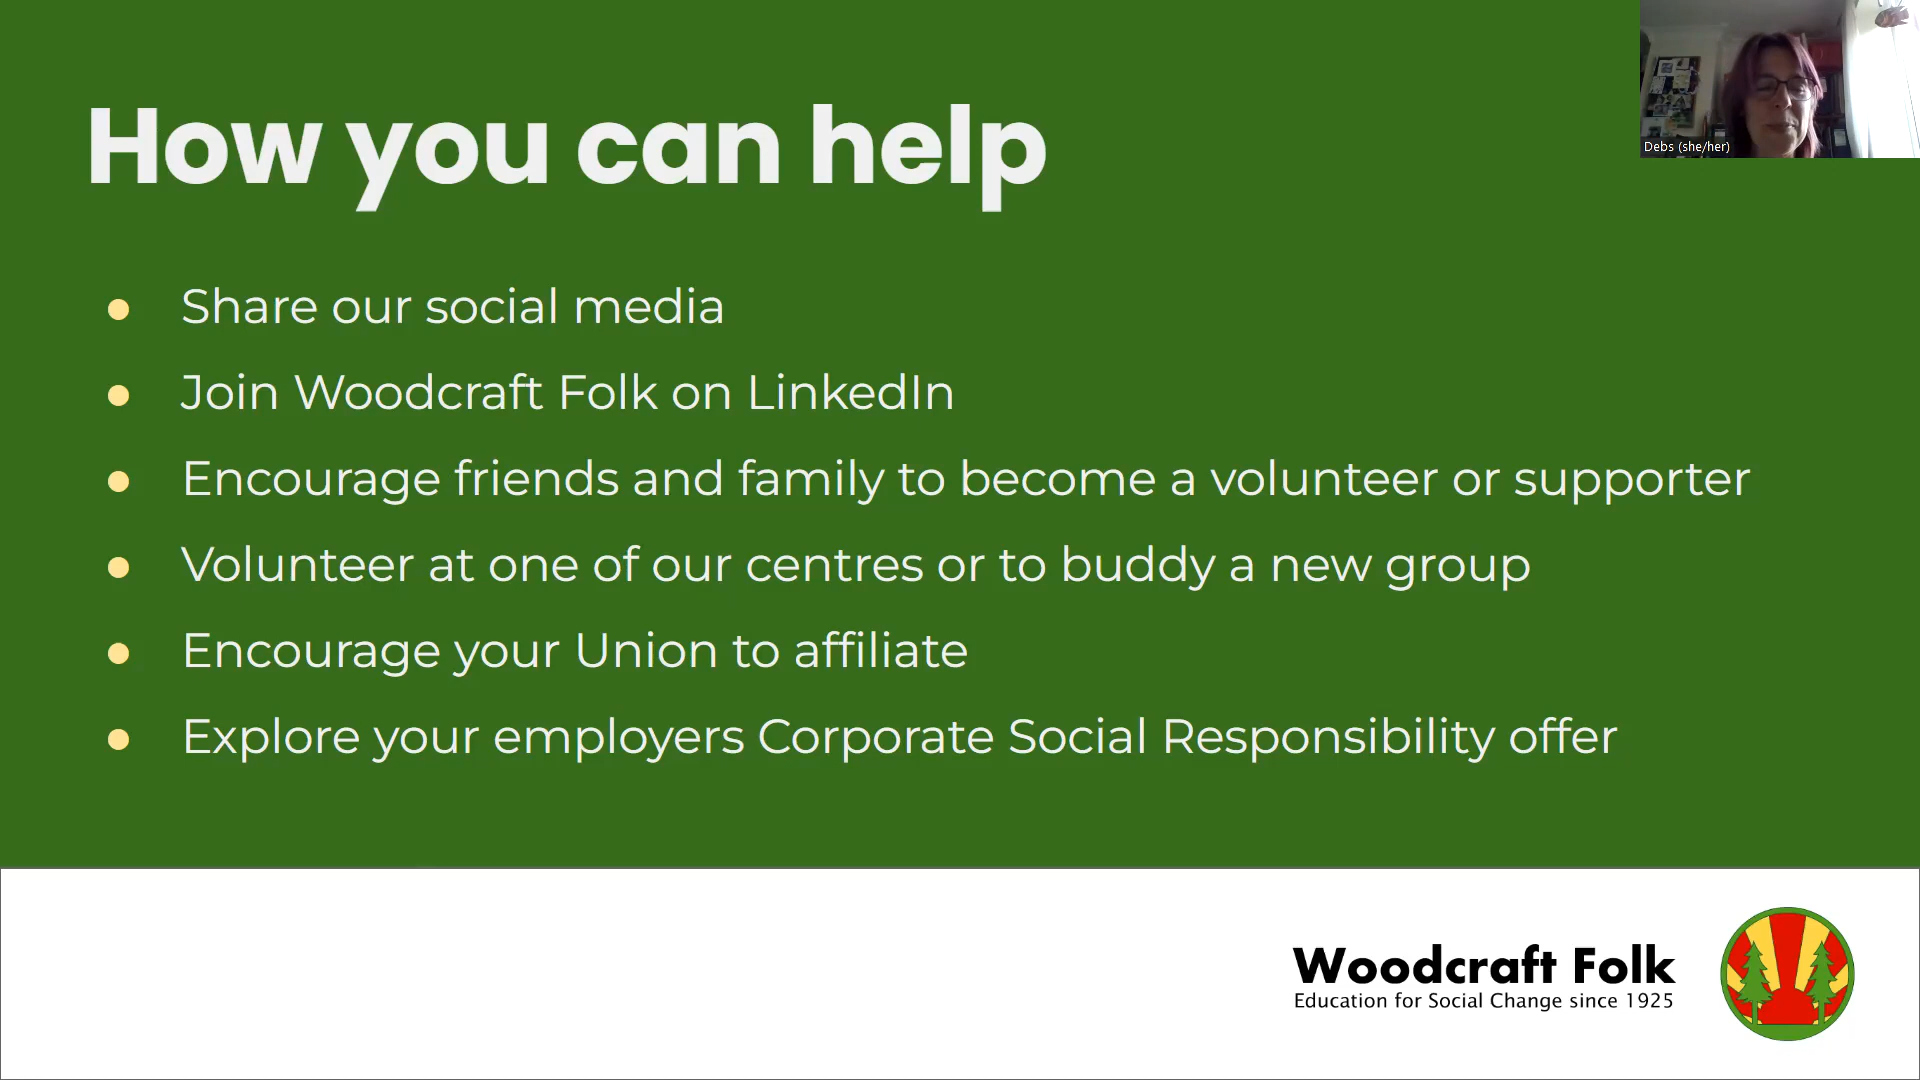 How you can help
Debs (she/her)
Share our social media
Join Woodcraft Folk on LinkedIn
Encourage friends and family to become a volunteer or supporter
Volunteer at one of our centres or to buddy a new group
Encourage your Union to affiliate
Explore your employers Corporate Social Responsibility offer
Woodcraft Folk
Education for Social Change since 1925